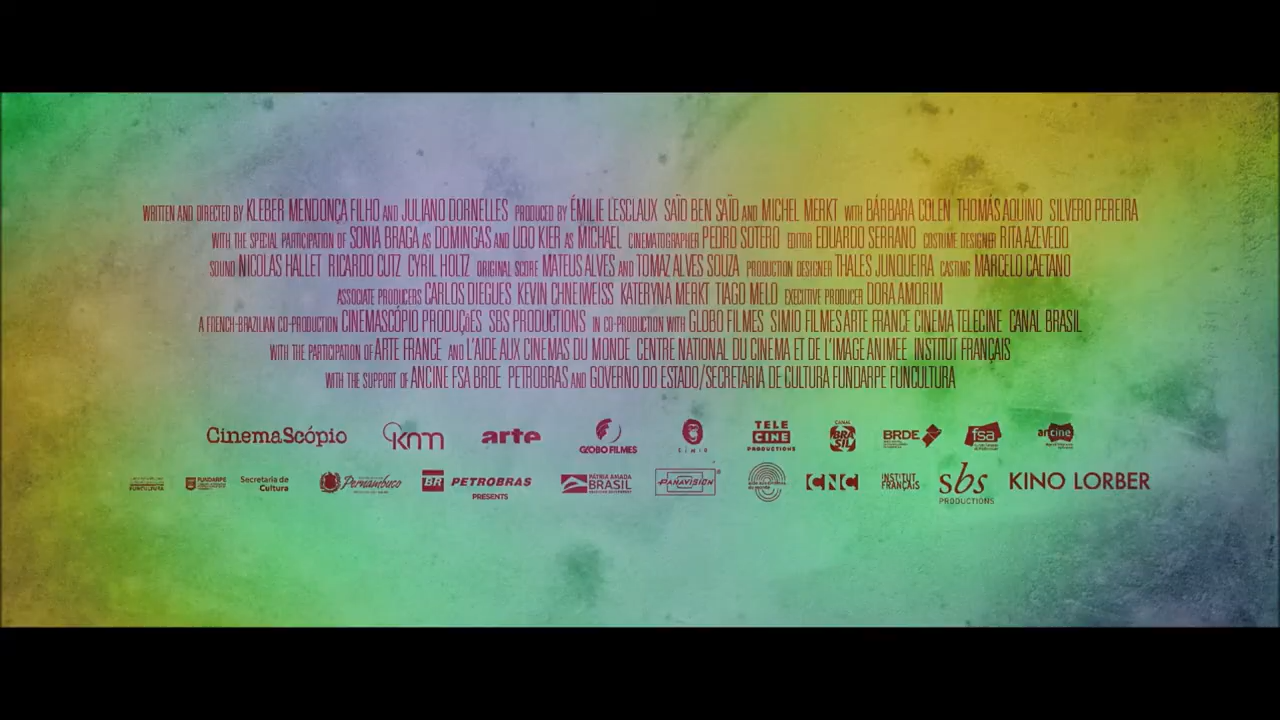 WRITTEN AND DIRECTED BY KLEBER MENDONÇA FILHO AND JULIANO DORNELLES PRODUCED BY ÉMILIE LESCLAUX SAÏD BEN SAÏD AND MICHEL MERKT WITH BÁRBARA COLEN THOMÁS AQUINO SILVERO PEREIRA
WITH THE SPECIAL PARTICIPATION OF SONIA BRAGA AS DOMINGAS AND UDO KIER AS MICHAEL CINEMATOGRAPHER PEDRO SOTERO EDITOR EDUARDO SERRANO COSTUME DESIGNER RITA AZEVEDO
SOUND NICOLAS HALLET RICARDO CUTZ CYRIL HOLTZ ORIGINAL SCORE MATEUS ALVES AND TOMAZ ALVES SOUZA PRODUCTION DESIGNER THALES JUNQUEIRA CASTING MARCELO CAETANO
ASSOCIATE PRODUCERS CARLOS DIEGUES KEVIN CHNEIWEISS KATERYNA MERKT TIAGO MELO EXECUTIVE PRODUCER DORA AMORIM
A FRENCH-BRAZILIAN CO-PRODUCTION CINEMASCÓPIO PRODUÇÕES SBS PRODUCTIONS IN CO-PRODUCTION WITH GLOBO FILMES SIMIO FILMES ARTE FRANCE CINEMA TELECINE CANAL BRASIL
WITH THE PARTICIPATION OF ARTE FRANCE AND L'AIDE AUX CINEMAS DU MONDE CENTRE NATIONAL DU CINEMA ET DE L'IMAGE ANIMEE INSTITUT FRANÇAIS
WITH THE SUPPORT OF ANCINE FSA BRDE PETROBRAS AND GOVERNO DO ESTADO/SECRETARIA DE CULTURA FUNDARPE FUNCULTURA
CinemaScópio KNM arte GLOBO FILMES SIMIO TELE CINE PRODUCTIONS CANAL BRASIL BRDE fsa ancine
FUNCULTURA FUNDARPE Secretaria de Cultura Pernambuco BR PETROBRAS PRESENTS PÁTRIA AMADA BRASIL PANAVISION CNC INSTITUT FRANÇAIS sbs PRODUCTIONS KINO LORBER